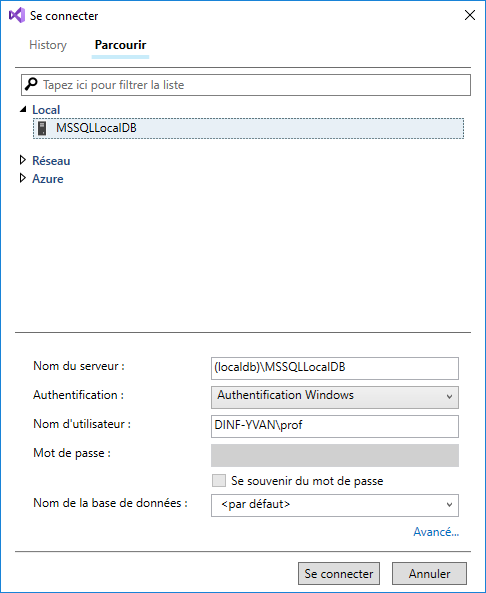 Se connecter
History Parcourir
Tapez ici pour filtrer la liste
Local
MSSQLLocalDB
Réseau
Azure
Nom du serveur : (localdb)\MSSQLLocalDB
Authentification : Authentification Windows
Nom d'utilisateur : DINF-YVAN\prof
Mot de passe :
Se souvenir du mot de passe
Nom de la base de données : <par défaut>
Avancé...
Se connecter Annuler